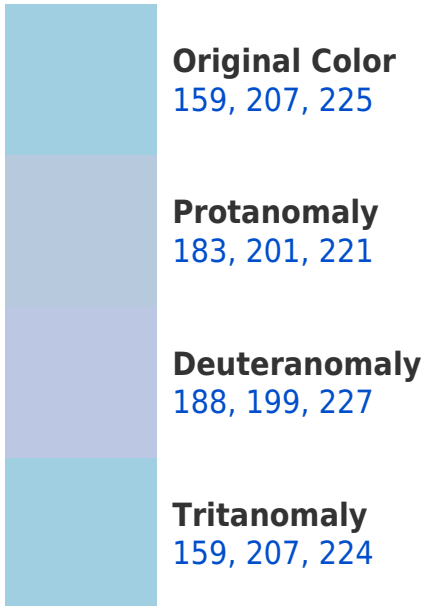 Original Color
159, 207, 225
Protanomaly
183, 201, 221
Deuteranomaly
188, 199, 227
Tritanomaly
159, 207, 224